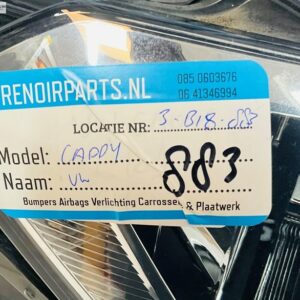 RENOIRPARTS.NL
085 0603676
06 41346994
LOCATIE NR: 3-B18-883
Model: CADDY
Naam: VW
883
Bumpers Airbags Verlichting Carrosserie & Plaatwerk